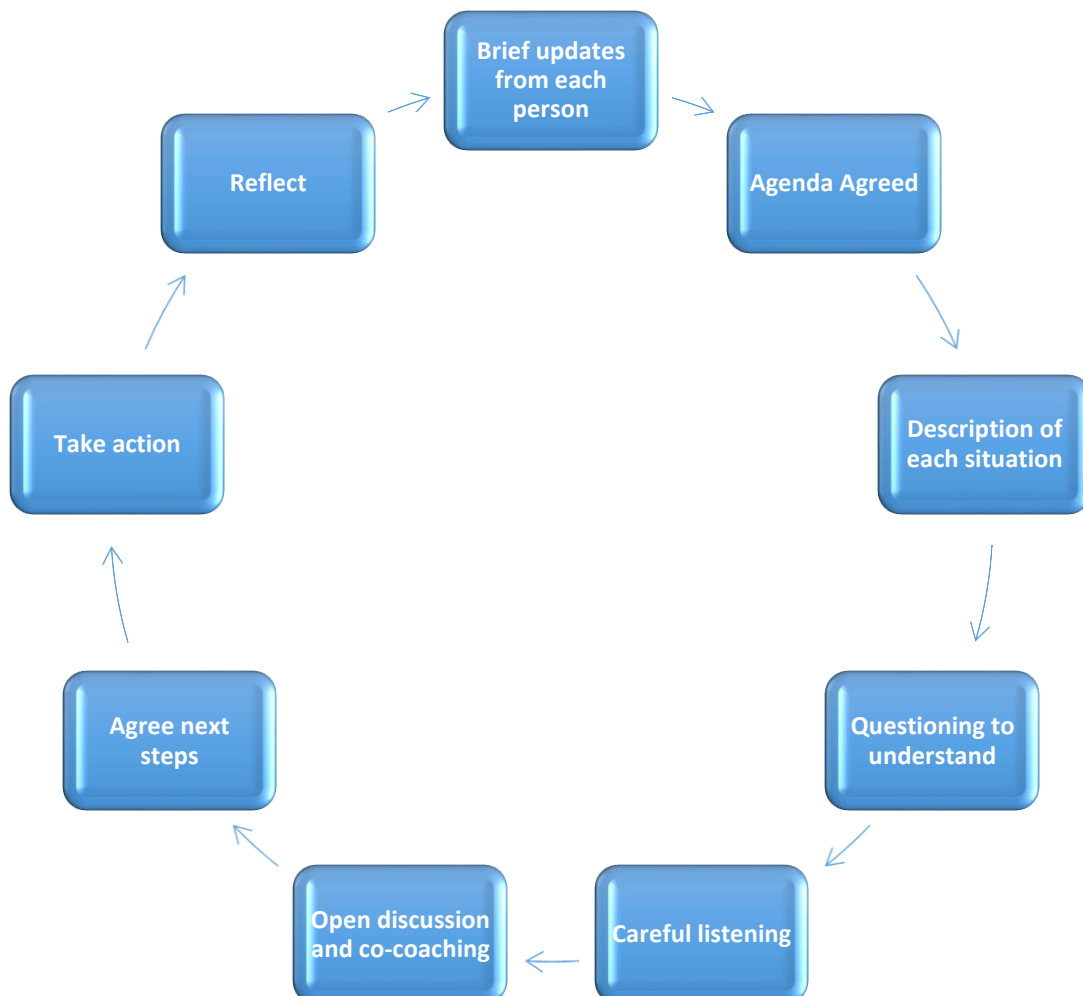 Brief updates
from each
person
Agenda Agreed
Description of
each situation
Questioning to
understand
Careful listening
Open discussion
and co-coaching
Agree next
steps
Take action
Reflect